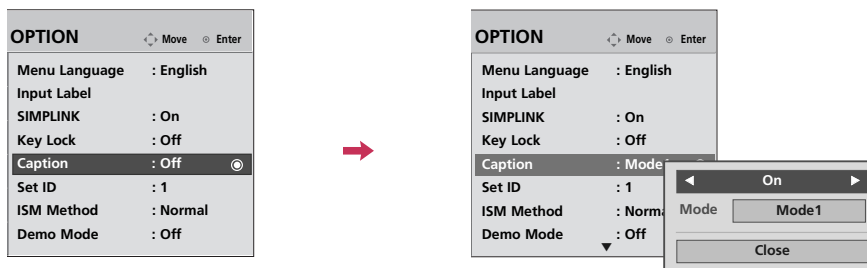 OPTION Move Enter
Menu Language : English
Input Label
SIMPLINK : On
Key Lock : Off
Caption : Off
Set ID : 1
ISM Method : Normal
Demo Mode : Off
OPTION Move Enter
Menu Language : English
Input Label
SIMPLINK : On
Key Lock : Off
Caption : Mode1
Set ID : 1
ISM Method : Norma
Demo Mode : Off
On
Mode Mode1
Close